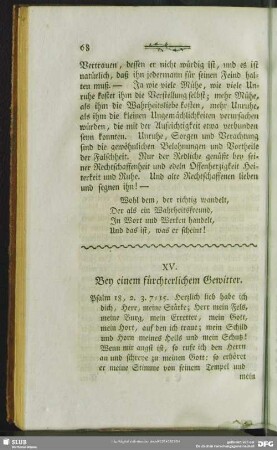 68
Vertrauen, dessen er nicht würdig ist, und es ist
natürlich, daß ihn jedermann für seinen Feind hal-
ten muß. — Ja wie viele Mühe, wie viele Un-
ruhe kostet ihm die Verstellung selbst; mehr Mühe,
als ihm die Wahrheitsliebe kosten, mehr Unruhe,
als ihm die kleinen Ungemächlichkeiten verursachen
würden, die mit der Aufrichtigkeit etwa verbunden
seyn konnten. Unruhe, Sorgen und Verachtung
sind die gewöhnlichen Belohnungen und Vortheile
der Falschheit. Nur der Redliche genüßt bey sei-
ner Rechtschaffenheit und edeln Offenherzigkeit Hei-
terkeit und Ruhe. Und alle Rechtschaffenen lieben
und segnen ihn! —
Wohl dem, der richtig wandelt,
Der als ein Wahrheitsfreund,
In Wort und Werken handelt,
Und das ist, was er scheint!
XV.
Bey einem fürchterlichem Gewitter.
Psalm 18, 2. 3. 7:15. Herzlich lieb habe ich
dich, Herr, meine Stärke; Herr mein Fels,
meine Burg, mein Erretter, mein Gott,
mein Hort, auf den ich traue; mein Schild
und Horn meines Heils und mein Schutz!
Wenn mir angst ist, so rufe ich den Herrn
an und schreye zu meinem Gott: so erhöret
er meine Stimme von seinem Tempel und
mein
SLUB